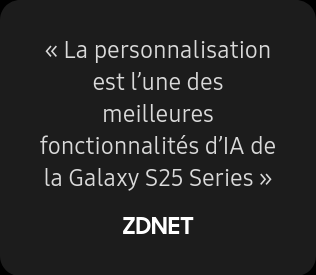 « La personnalisation
est l’une des
meilleures
fonctionnalités d’IA de
la Galaxy S25 Series »
ZDNET